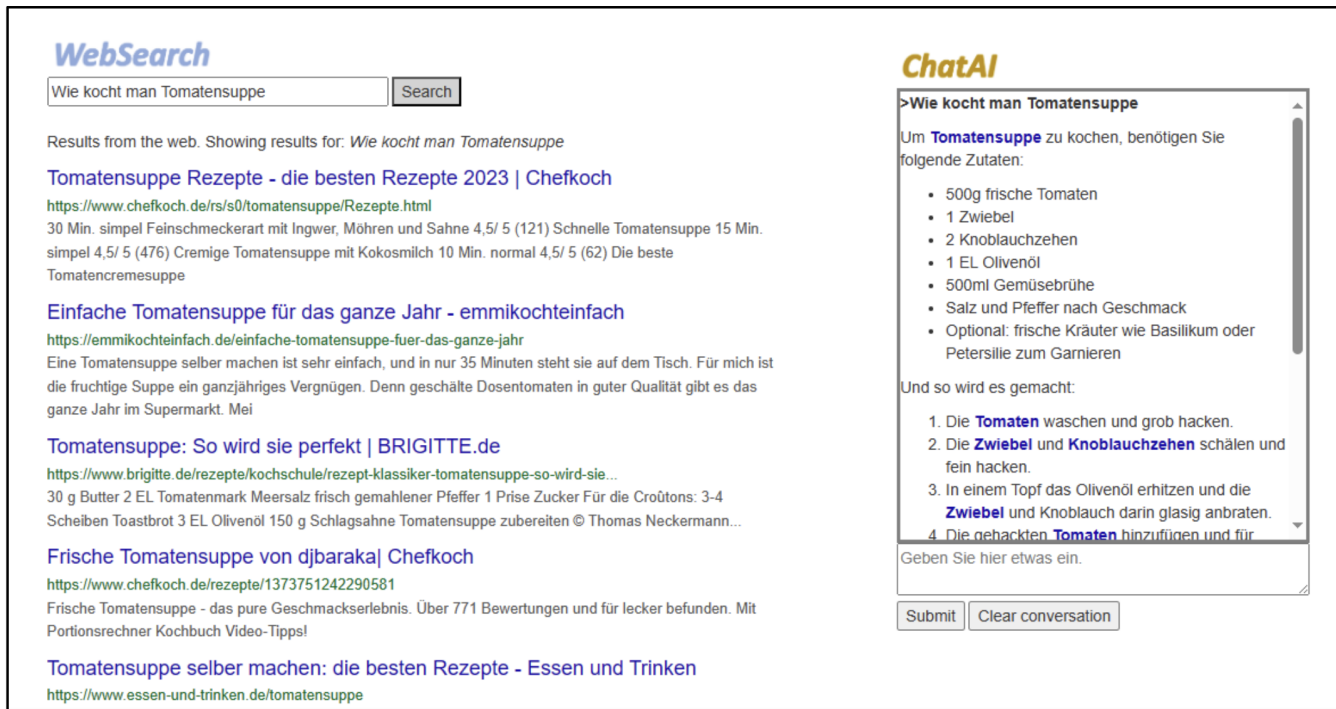 WebSearch
Wie kocht man Tomatensuppe
Search
Results from the web. Showing results for: Wie kocht man Tomatensuppe
Tomatensuppe Rezepte - die besten Rezepte 2023 | Chefkoch
https://www.chefkoch.de/rs/s0/tomatensuppe/Rezepte.html
30 Min. simpel Feinschmeckerart mit Ingwer, Möhren und Sahne 4,5/ 5 (121) Schnelle Tomatensuppe 15 Min.
simpel 4,5/ 5 (476) Cremige Tomatensuppe mit Kokosmilch 10 Min. normal 4,5/ 5 (62) Die beste
Tomatencremesuppe
Einfache Tomatensuppe für das ganze Jahr - emmikochteinfach
https://emmikochteinfach.de/einfache-tomatensuppe-fuer-das-ganze-jahr
Eine Tomatensuppe selber machen ist sehr einfach, und in nur 35 Minuten steht sie auf dem Tisch. Für mich ist
die fruchtige Suppe ein ganzjähriges Vergnügen. Denn geschälte Dosentomaten in guter Qualität gibt es das
ganze Jahr im Supermarkt. Mei
Tomatensuppe: So wird sie perfekt | BRIGITTE.de
https://www.brigitte.de/rezepte/kochschule/rezept-klassiker-tomatensuppe-so-wird-sie...
30 g Butter 2 EL Tomatenmark Meersalz frisch gemahlener Pfeffer 1 Prise Zucker Für die Croûtons: 3-4
Scheiben Toastbrot 3 EL Olivenöl 150 g Schlagsahne Tomatensuppe zubereiten © Thomas Neckermann...
Frische Tomatensuppe von djbaraka| Chefkoch
https://www.chefkoch.de/rezepte/1373751242290581
Frische Tomatensuppe - das pure Geschmackserlebnis. Über 771 Bewertungen und für lecker befunden. Mit
Portionsrechner Kochbuch Video-Tipps!
Tomatensuppe selber machen: die besten Rezepte - Essen und Trinken
https://www.essen-und-trinken.de/tomatensuppe
ChatAI
>Wie kocht man Tomatensuppe
Um Tomatensuppe zu kochen, benötigen Sie
folgende Zutaten:
• 500g frische Tomaten
• 1 Zwiebel
• 2 Knoblauchzehen
• 1 EL Olivenöl
• 500ml Gemüsebrühe
• Salz und Pfeffer nach Geschmack
• Optional: frische Kräuter wie Basilikum oder
Petersilie zum Garnieren
Und so wird es gemacht:
1. Die Tomaten waschen und grob hacken.
2. Die Zwiebel und Knoblauchzehen schälen und
fein hacken.
3. In einem Topf das Olivenöl erhitzen und die
Zwiebel und Knoblauch darin glasig anbraten.
4. Die gehackten Tomaten hinzufügen und für
Geben Sie hier etwas ein.
Submit
Clear conversation